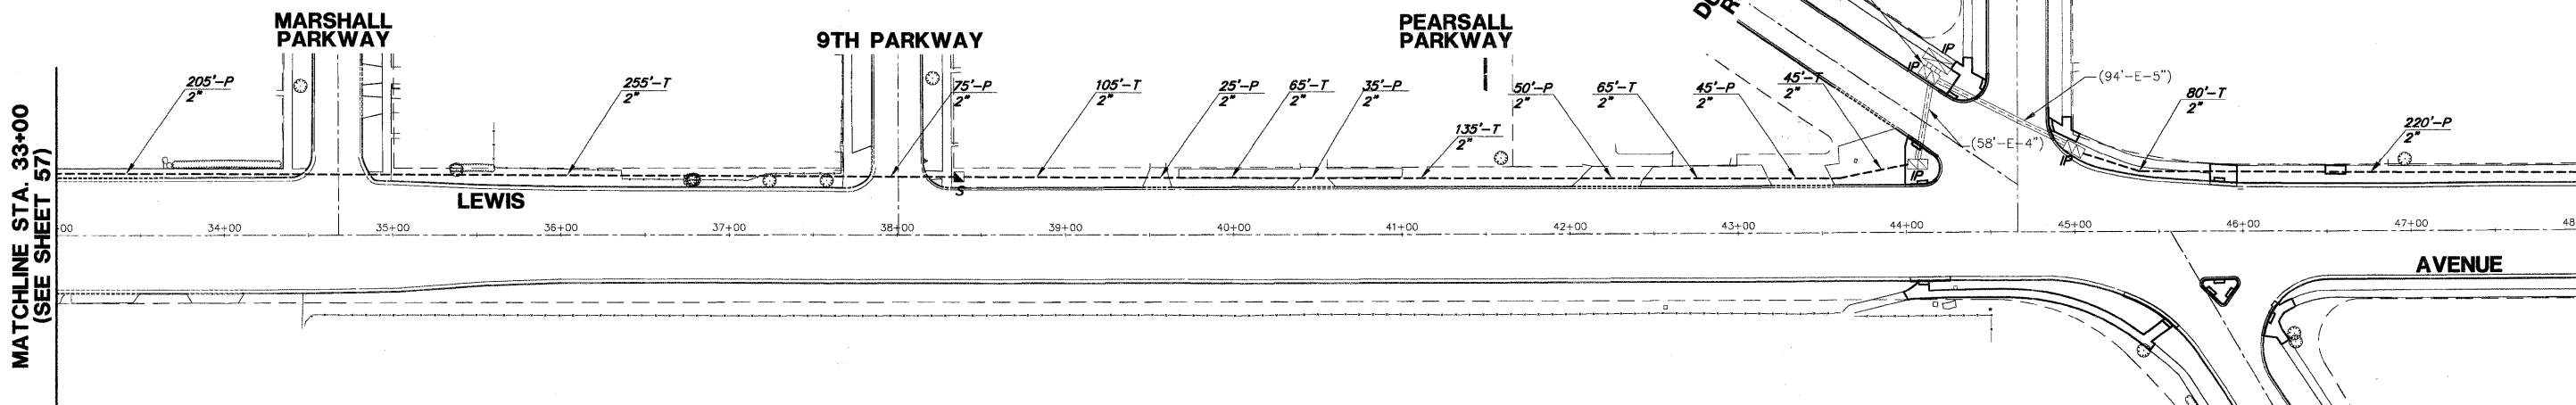 MARSHALL
PARKWAY
9TH PARKWAY
PEARSALL
PARKWAY
MATCHLINE STA. 33+00
(SEE SHEET 57)
205'-P
2"
255'-T
2"
75'-P
2"
105'-T
2"
25'-P
2"
65'-T
2"
35'-P
2"
135'-T
2"
50'-P
2"
65'-T
2"
45'-P
2"
45'-T
2"
IP
IP
(94'-E-5")
(58'-E-4")
IP
IP
80'-T
2"
220'-P
2"
S
LEWIS
AVENUE
00
34+00
35+00
36+00
37+00
38+00
39+00
40+00
41+00
42+00
43+00
44+00
45+00
46+00
47+00
48